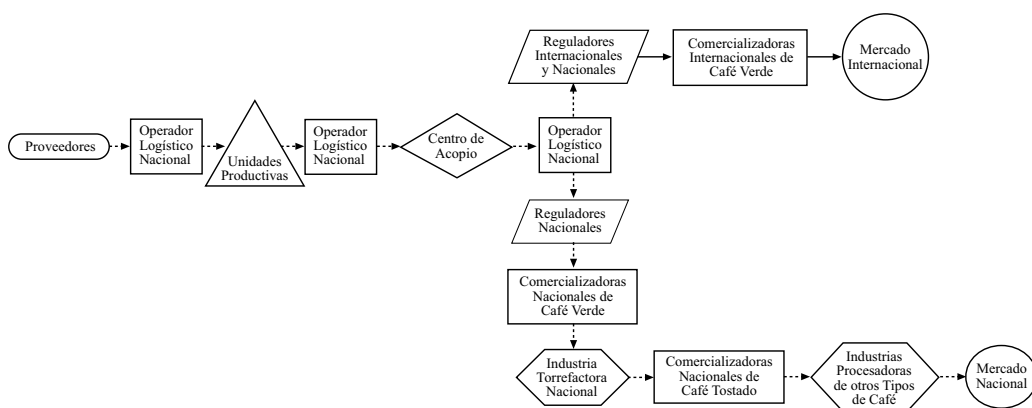 Reguladores
Internacionales
y Nacionales
Comercializadoras
Internacionales de
Café Verde
Mercado
Internacional
Proveedores
Operador
Logístico
Nacional
Unidades
Productivas
Operador
Logístico
Nacional
Centro de
Acopio
Operador
Logístico
Nacional
Reguladores
Nacionales
Comercializadoras
Nacionales de
Café Verde
Industria
Torrefactora
Nacional
Comercializadoras
Nacionales de
Café Tostado
Industrias
Procesadoras
de otros Tipos
de Café
Mercado
Nacional